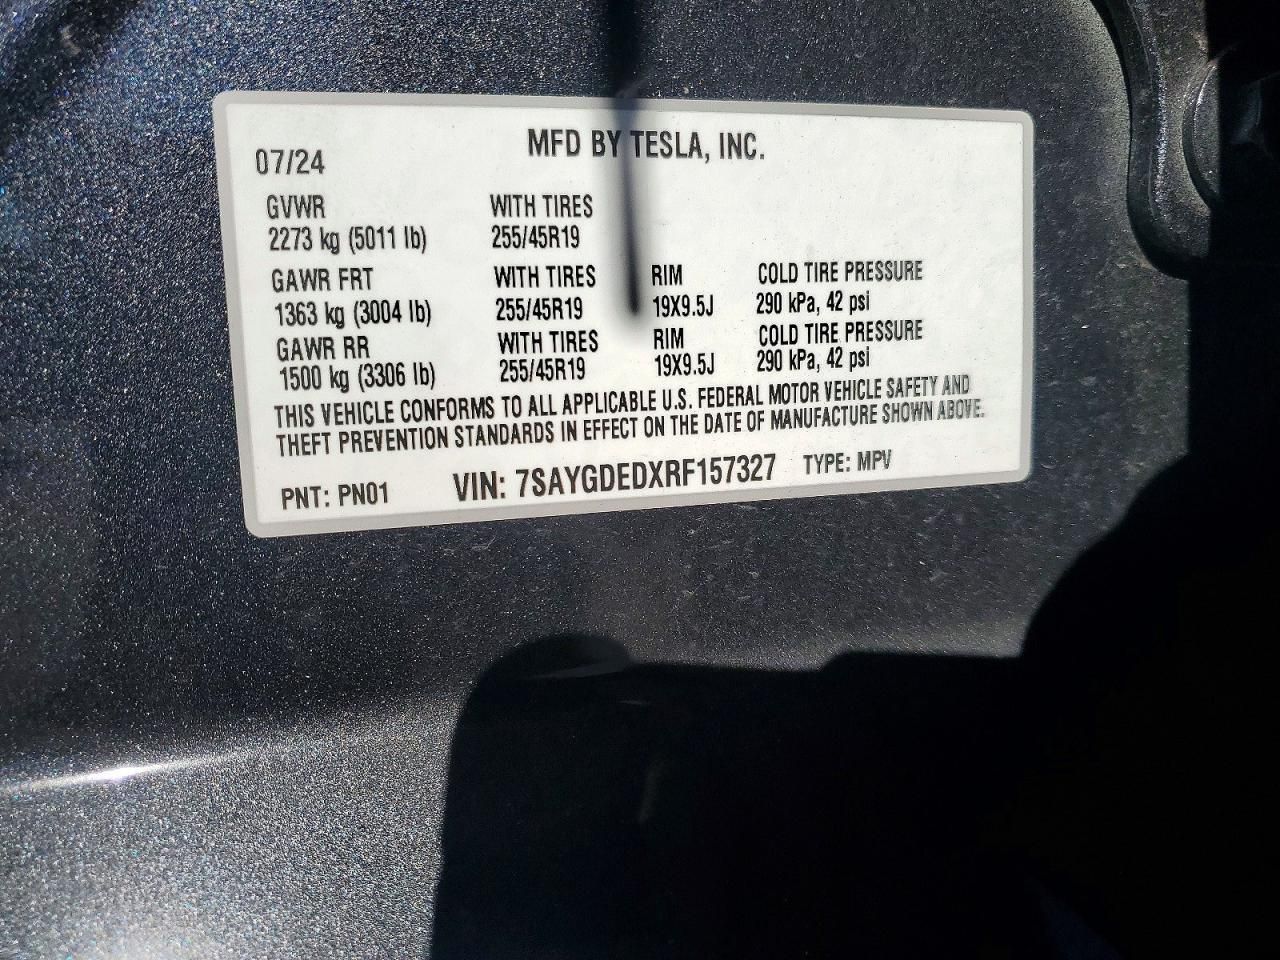 07/24 MFD BY TESLA, INC.
GVWR WITH TIRES
2273 kg (5011 lb) 255/45R19
GAWR FRT WITH TIRES RIM COLD TIRE PRESSURE
1363 kg (3004 lb) 255/45R19 19X9.5J 290 kPa, 42 psi
GAWR RR WITH TIRES RIM COLD TIRE PRESSURE
1500 kg (3306 lb) 255/45R19 19X9.5J 290 kPa, 42 psi
THIS VEHICLE CONFORMS TO ALL APPLICABLE U.S. FEDERAL MOTOR VEHICLE SAFETY AND
THEFT PREVENTION STANDARDS IN EFFECT ON THE DATE OF MANUFACTURE SHOWN ABOVE.
PNT: PN01 VIN: 7SAYGDEDXRF157327 TYPE: MPV